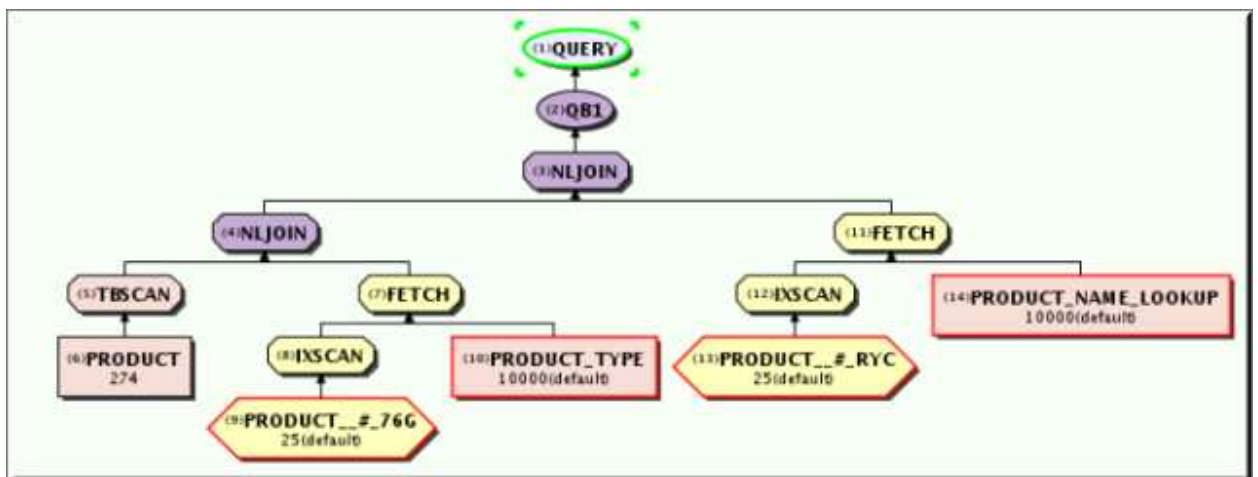 (1)QUERY
(2)QB1
(3)NLJOIN
(4)NLJOIN
(11)FETCH
(5)TBSCAN
(7)FETCH
(12)IXSCAN
(14)PRODUCT_NAME_LOOKUP
10000(default)
(6)PRODUCT
274
(8)IXSCAN
(10)PRODUCT_TYPE
10000(default)
(13)PRODUCT__#_RYC
25(default)
(9)PRODUCT__#_76G
25(default)